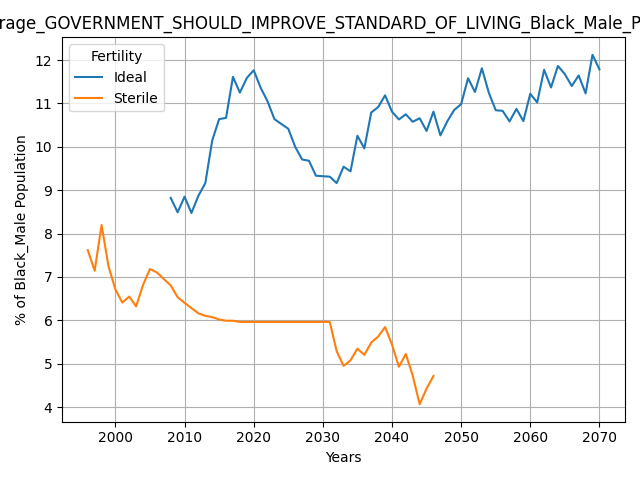 rage_GOVERNMENT_SHOULD_IMPROVE_STANDARD_OF_LIVING_Black_Male_P
Fertility
Ideal
Sterile
% of Black_Male Population
12
11
10
9
8
7
6
5
4
2000 2010 2020 2030 2040 2050 2060 2070
Years